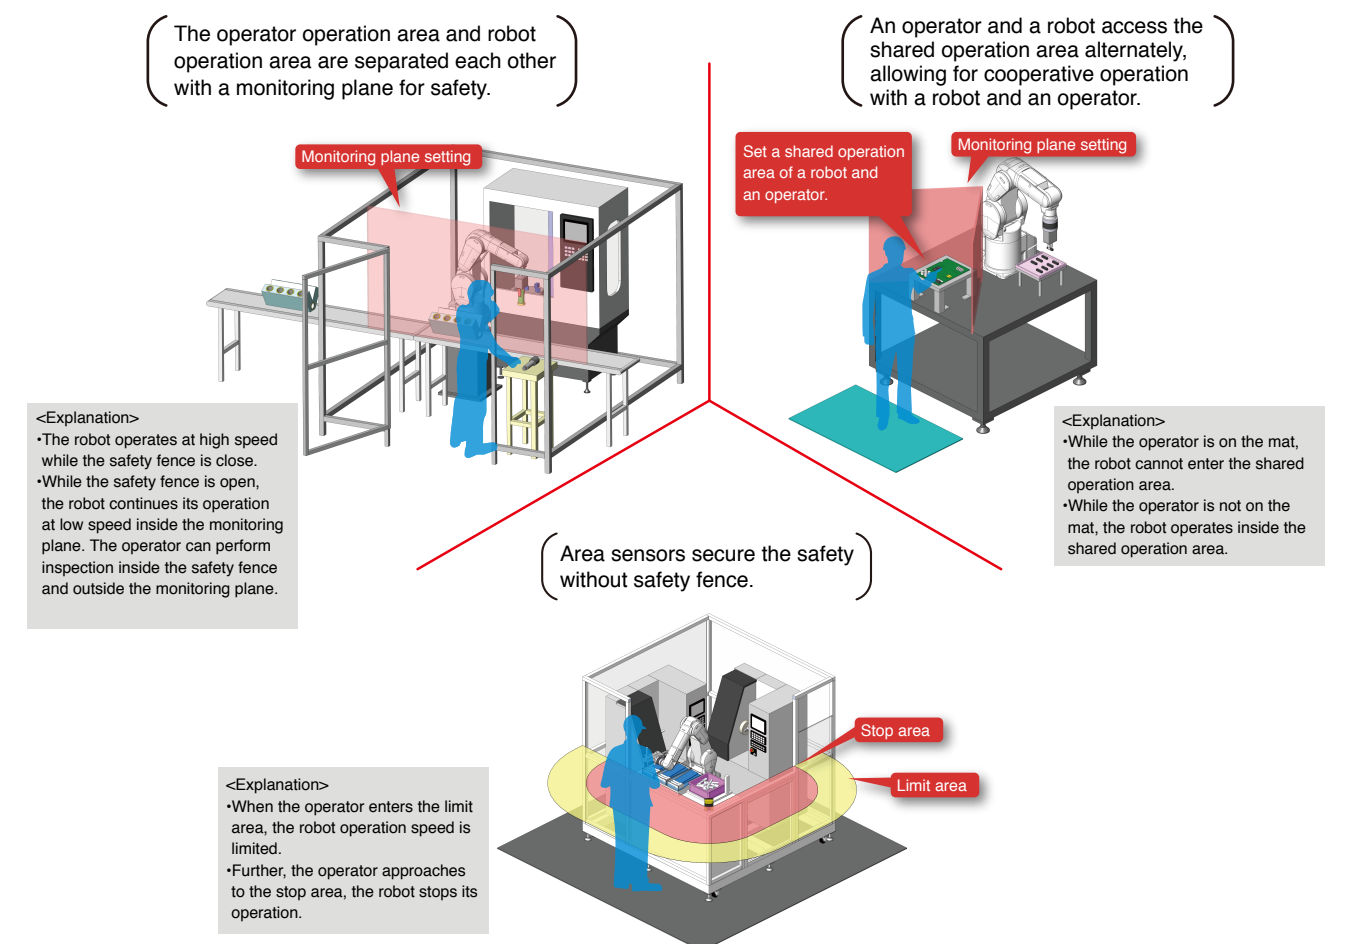 The operator operation area and robot
operation area are separated each other
with a monitoring plane for safety.
Monitoring plane setting
<Explanation>
･The robot operates at high speed
while the safety fence is close.
･While the safety fence is open,
the robot continues its operation
at low speed inside the monitoring
plane. The operator can perform
inspection inside the safety fence
and outside the monitoring plane.
An operator and a robot access the
shared operation area alternately,
allowing for cooperative operation
with a robot and an operator.
Set a shared operation
area of a robot and
an operator.
Monitoring plane setting
<Explanation>
･While the operator is on the mat,
the robot cannot enter the shared
operation area.
･While the operator is not on the
mat, the robot operates inside the
shared operation area.
Area sensors secure the safety
without safety fence.
Stop area
Limit area
<Explanation>
･When the operator enters the limit
area, the robot operation speed is
limited.
･Further, the operator approaches
to the stop area, the robot stops its
operation.